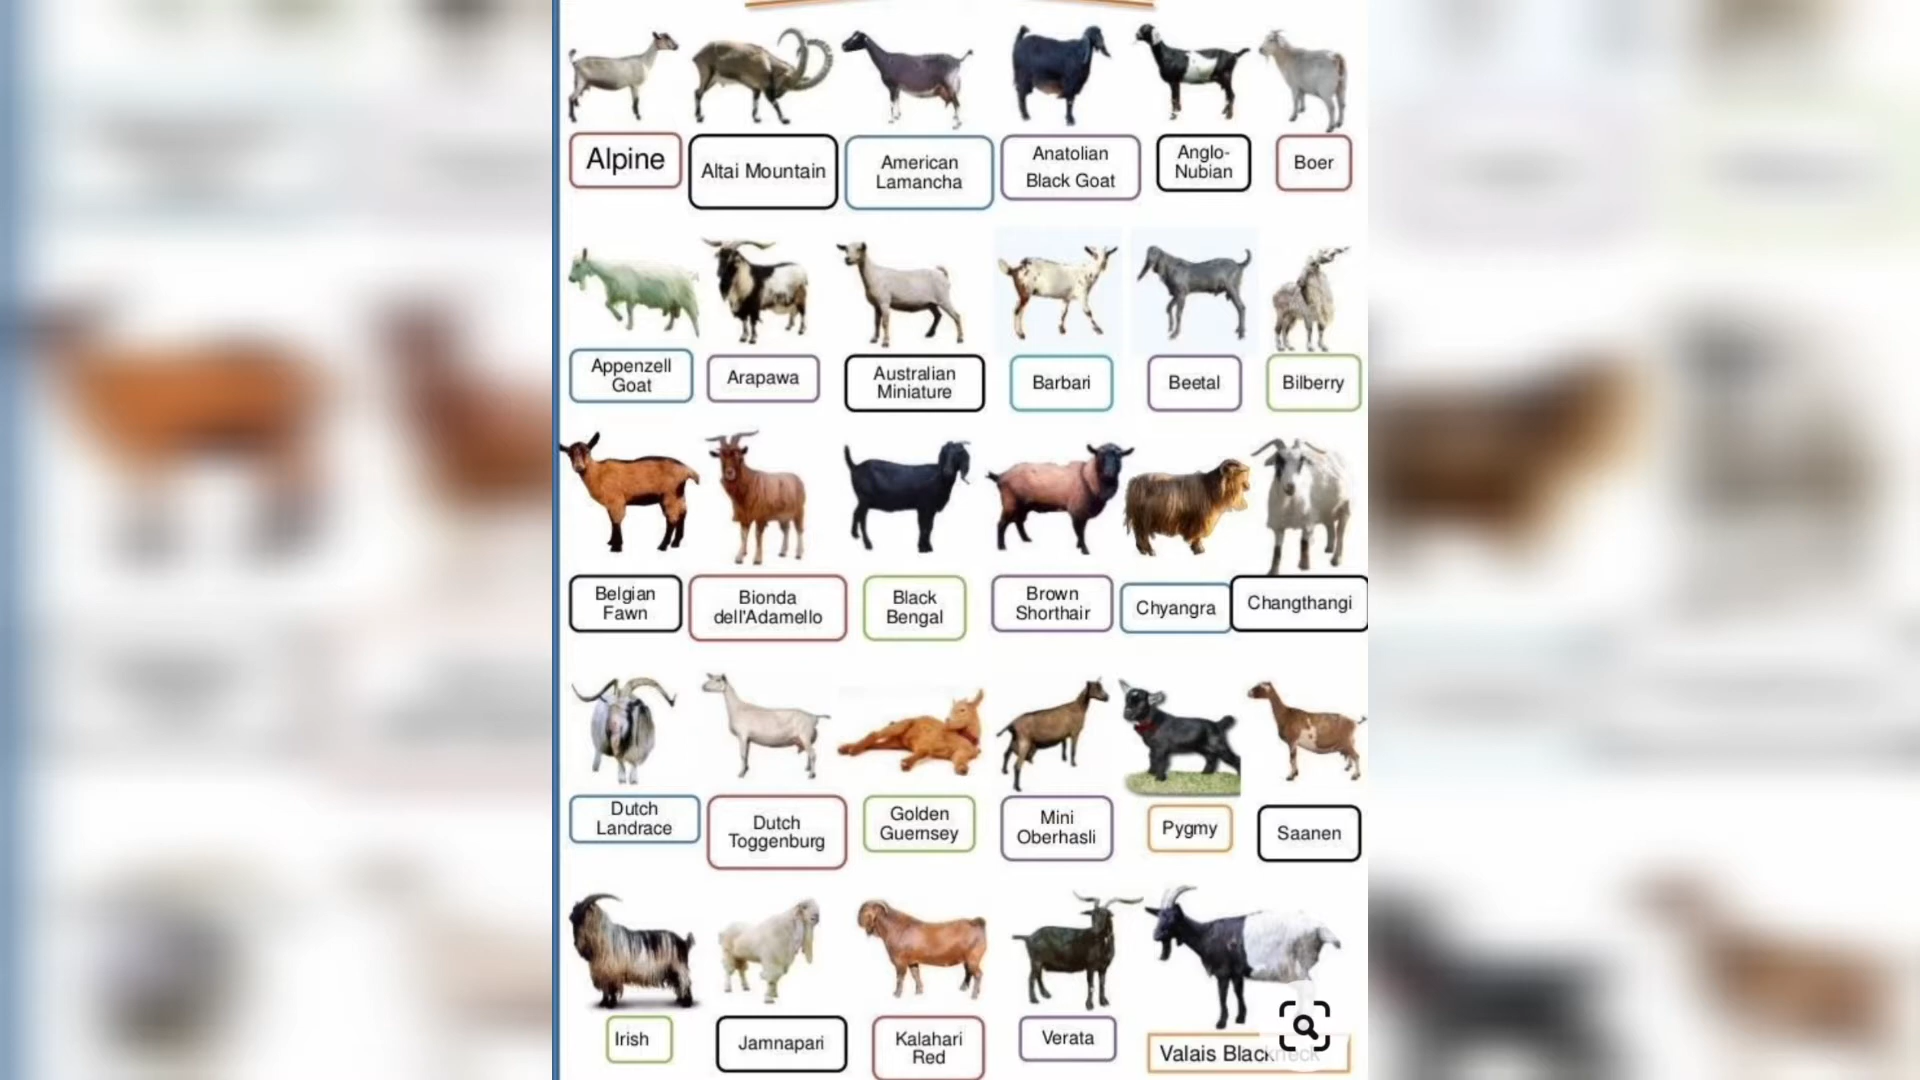 Alpine
Altai Mountain
American
Lamancha
Anatolian
Black Goat
Anglo-
Nubian
Boer
Appenzell
Goat
Arapawa
Australian
Miniature
Barbari
Beetal
Bilberry
Belgian
Fawn
Bionda
dell'Adamello
Black
Bengal
Brown
Shorthair
Chyangra
Changthangi
Dutch
Landrace
Dutch
Toggenburg
Golden
Guernsey
Mini
Oberhasli
Pygmy
Saanen
Irish
Jamnapari
Kalahari
Red
Verata
Valais Blackneck